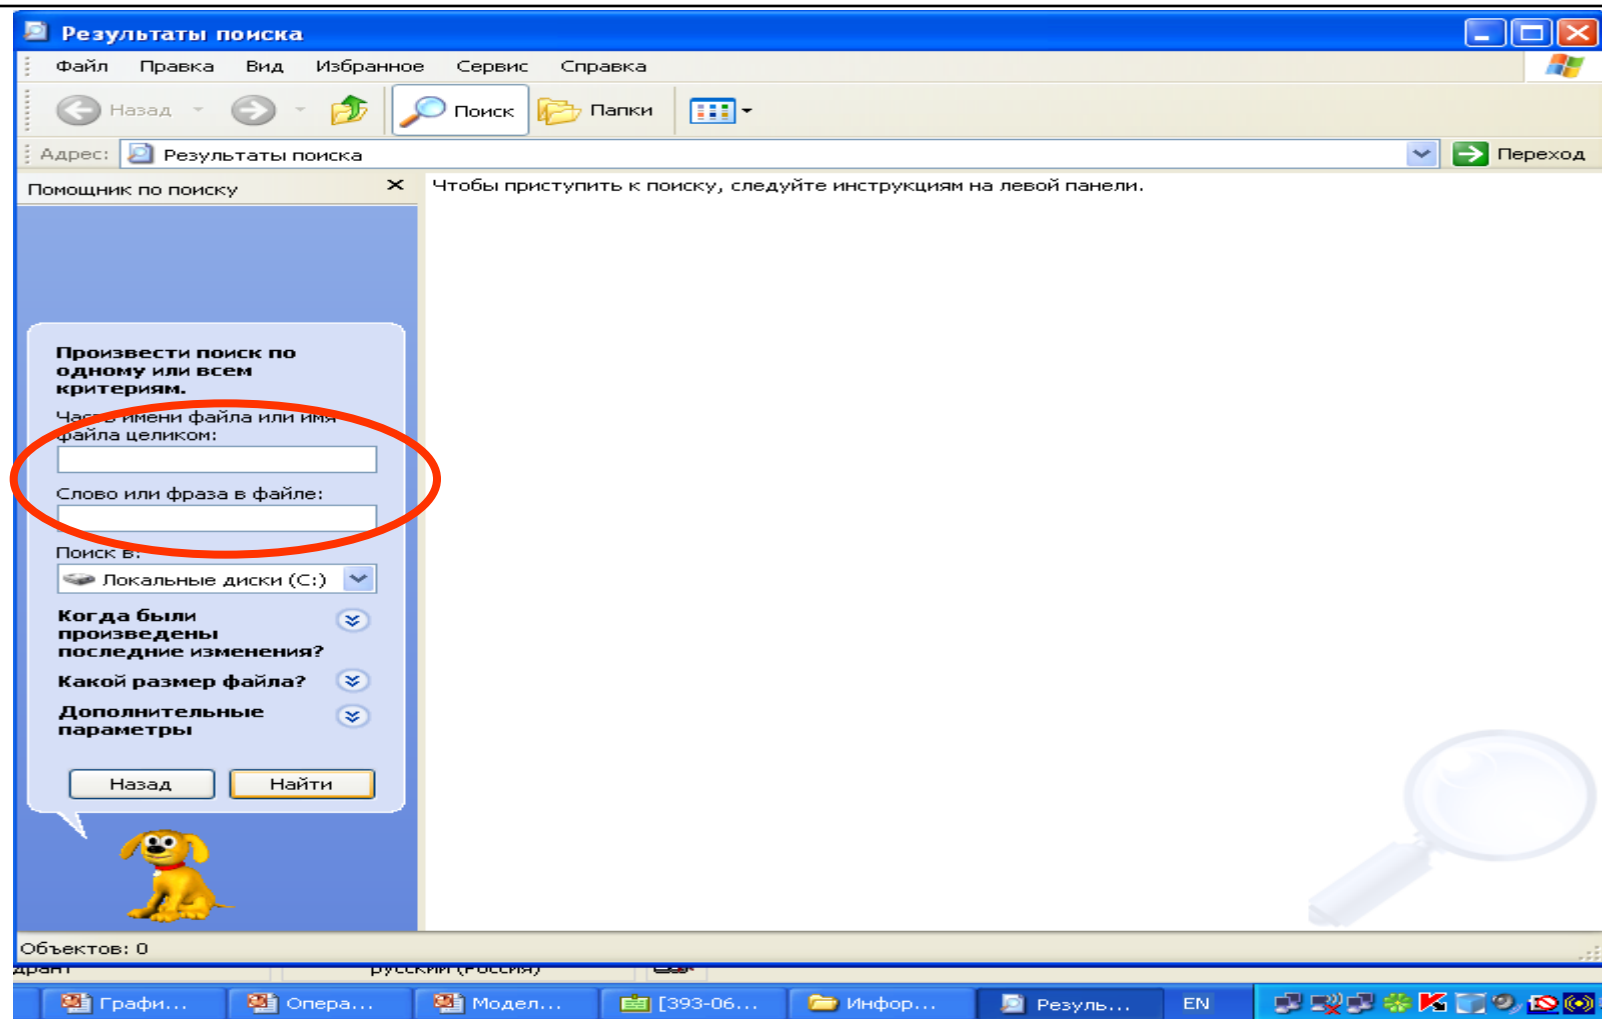 Результаты поиска
Файл Правка Вид Избранное Сервис Справка
Назад Поиск Папки
Адрес: Результаты поиска Переход
Помощник по поиску
Чтобы приступить к поиску, следуйте инструкциям на левой панели.
Произвести поиск по
одному или всем
критериям.
Часть имени файла или имя
файла целиком:
Слово или фраза в файле:
Поиск в:
Локальные диски (C:)
Когда были
произведены
последние изменения?
Какой размер файла?
Дополнительные
параметры
Назад Найти
Объектов: 0
русский (Россия)
Графи... Опера... Модел... [393-06... Инфор... Резуль... EN